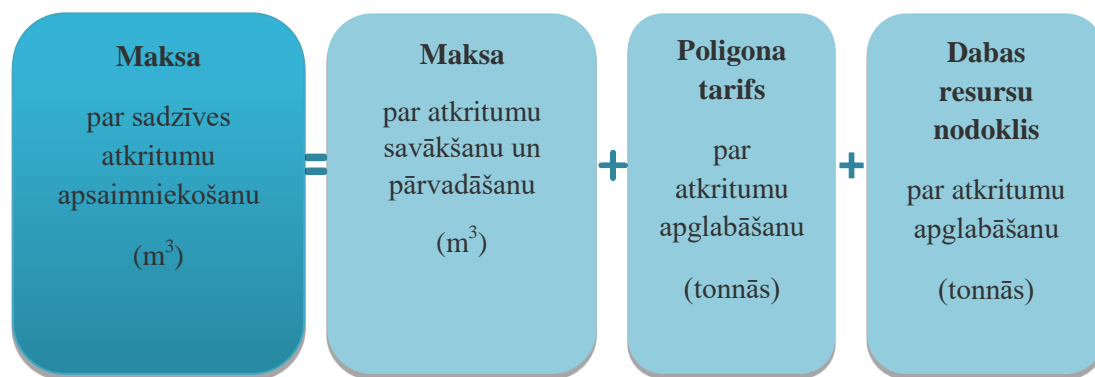 Maksa
par sadzīves
atkritumu
apsaimniekošanu
(m³)
=
Maksa
par atkritumu
savākšanu un
pārvadāšanu
(m³)
+
Poligona
tarifs
par
atkritumu
apglabāšanu
(tonnās)
+
Dabas
resursu
nodoklis
par atkritumu
apglabāšanu
(tonnās)